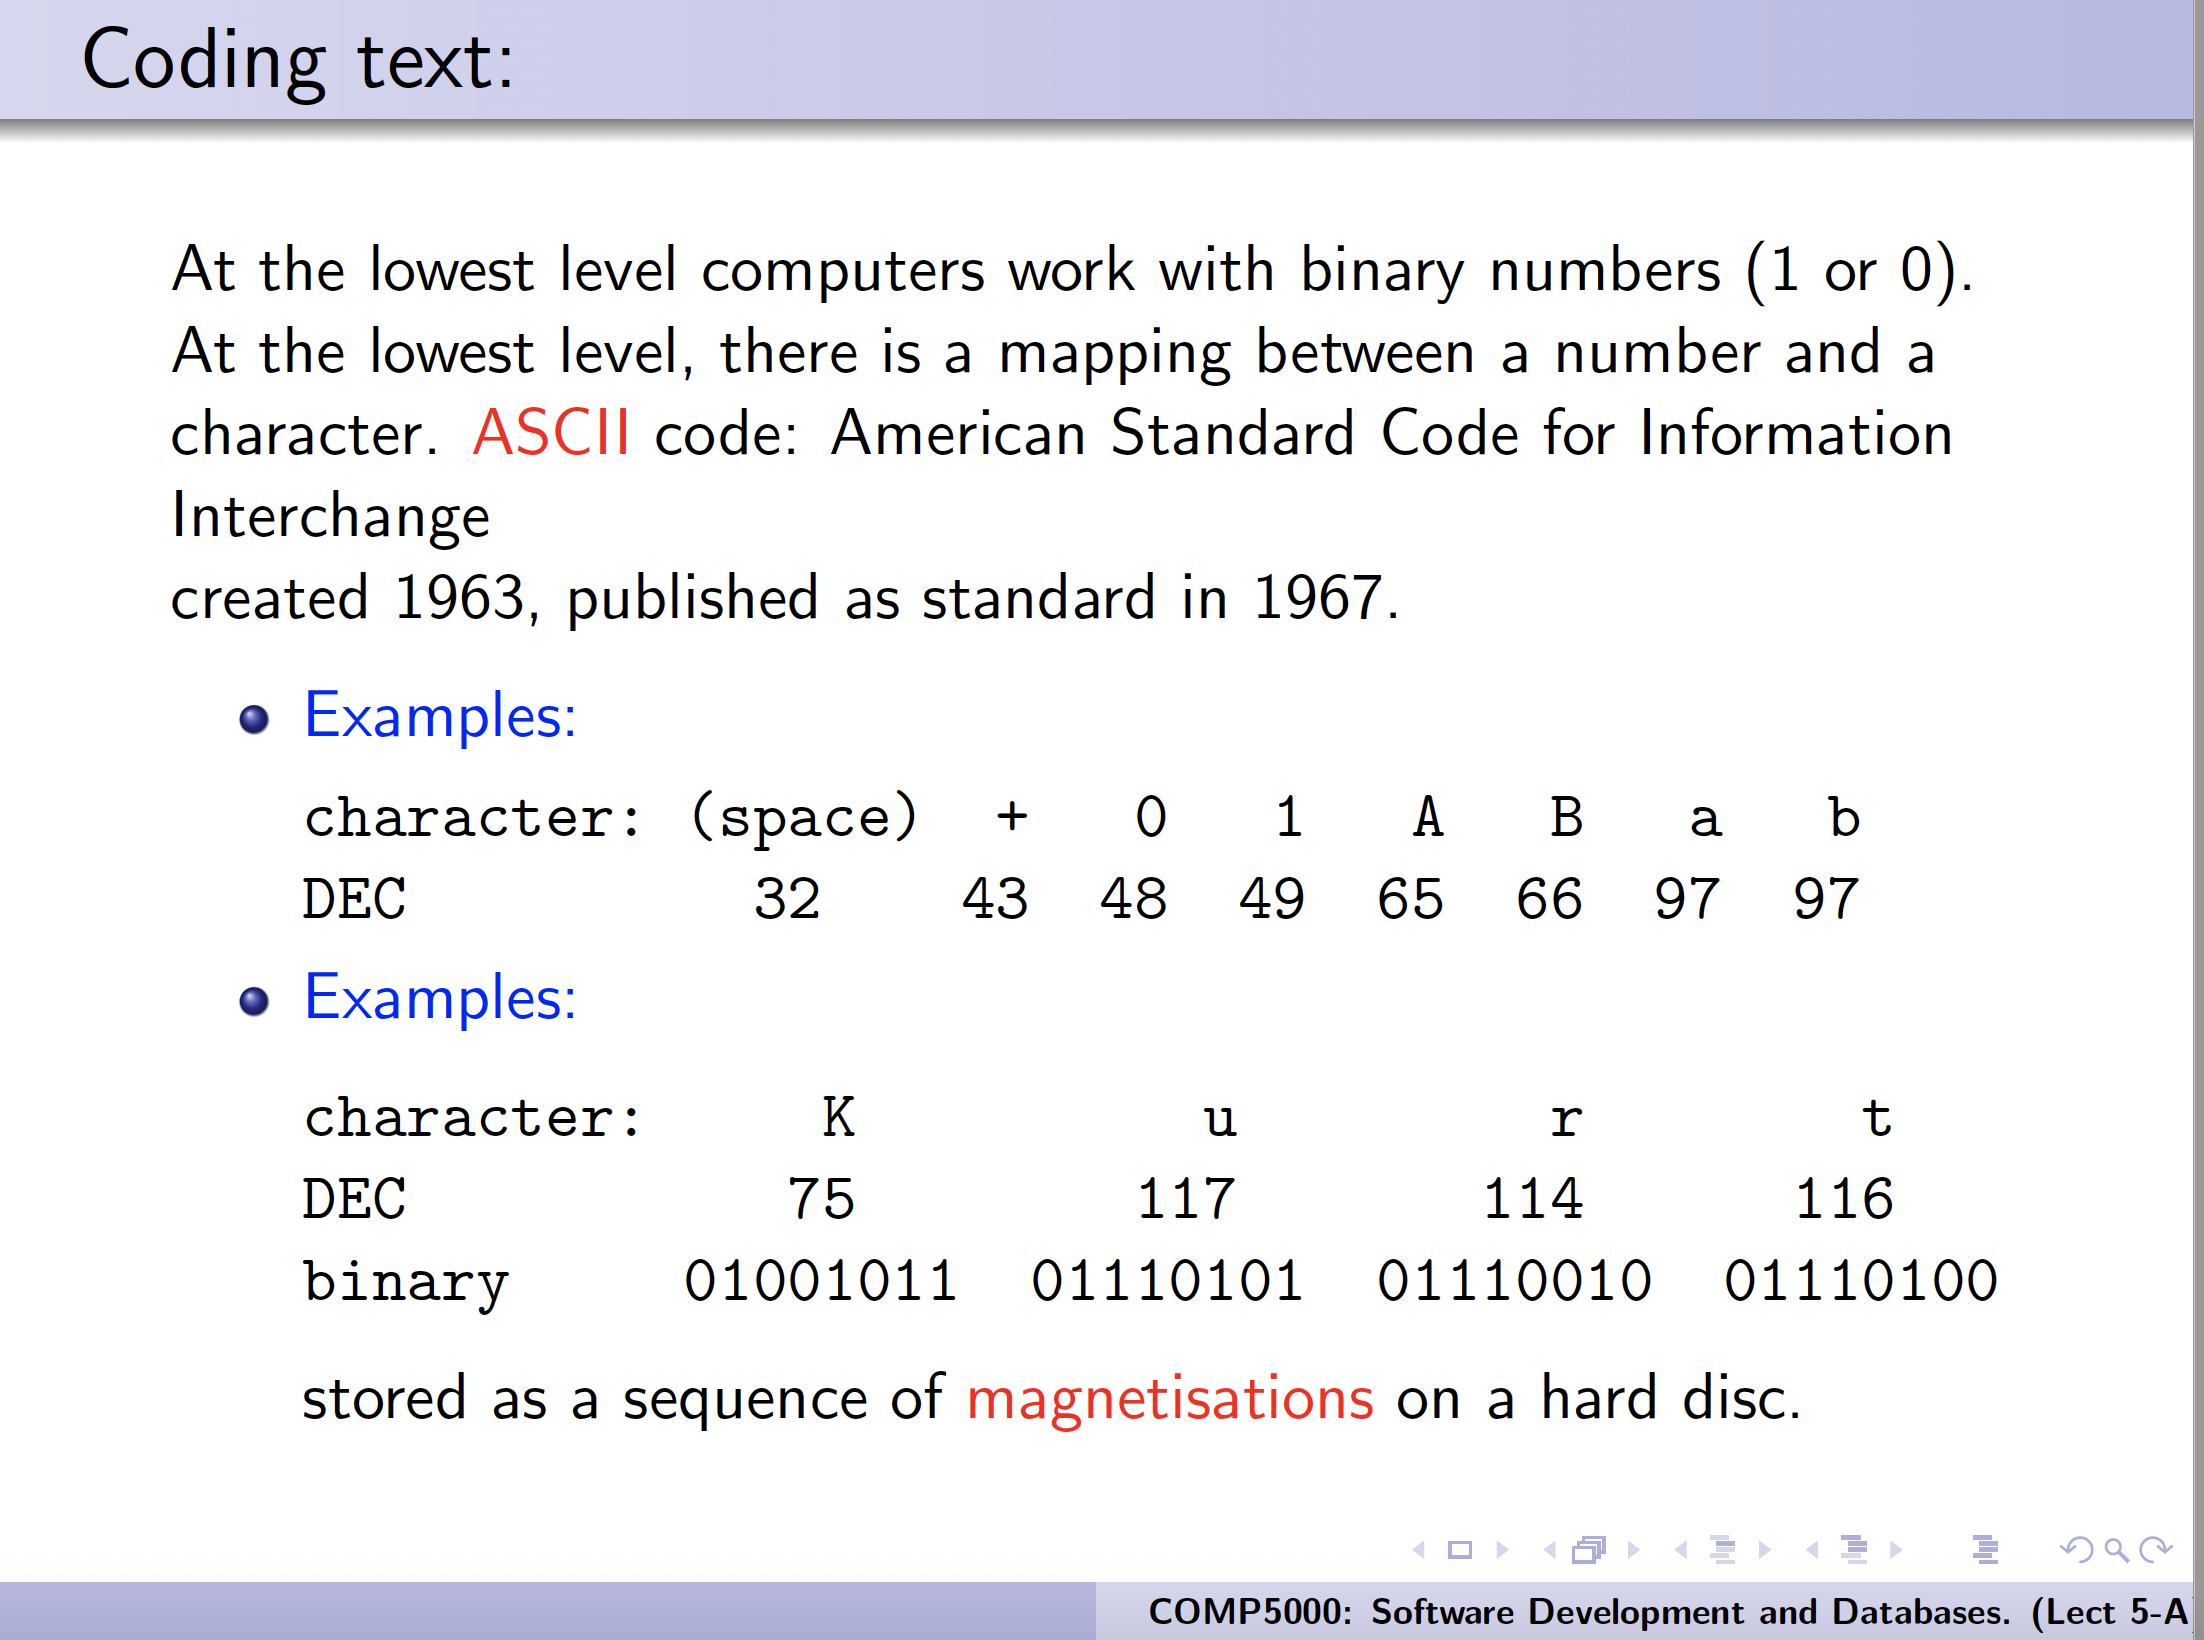 Coding text:
At the lowest level computers work with binary numbers (1 or 0).
At the lowest level, there is a mapping between a number and a
character. ASCII code: American Standard Code for Information
Interchange
created 1963, published as standard in 1967.
Examples:
character: (space) + 0 1 A B a b
DEC 32 43 48 49 65 66 97 97
Examples:
character: K u r t
DEC 75 117 114 116
binary 01001011 01110101 01110010 01110100
stored as a sequence of magnetisations on a hard disc.
COMP5000: Software Development and Databases. (Lect 5-A)